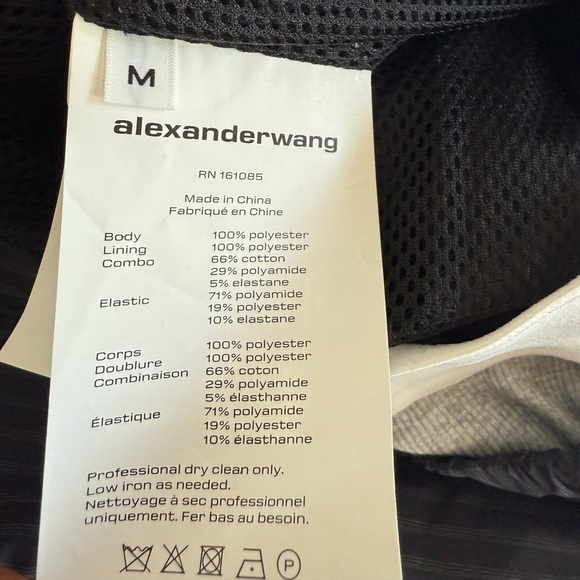 M
alexanderwang
RN 161085
Made in China
Fabriqué en Chine
Body 100% polyester
Lining 100% polyester
Combo 66% cotton
29% polyamide
5% elastane
Elastic 71% polyamide
19% polyester
10% elastane
Corps 100% polyester
Doublure 100% polyester
Combinaison 66% coton
29% polyamide
5% élasthanne
Élastique 71% polyamide
19% polyester
10% élasthanne
Professional dry clean only.
Low iron as needed.
Nettoyage à sec professionnel
uniquement. Fer bas au besoin.
P